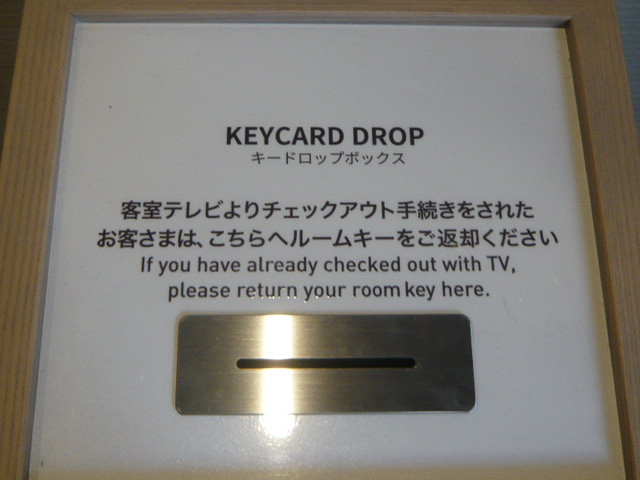 KEYCARD DROP
キードロップボックス
客室テレビよりチェックアウト手続きをされた
お客さまは、こちらへルームキーをご返却ください
If you have already checked out with TV,
please return your room key here.